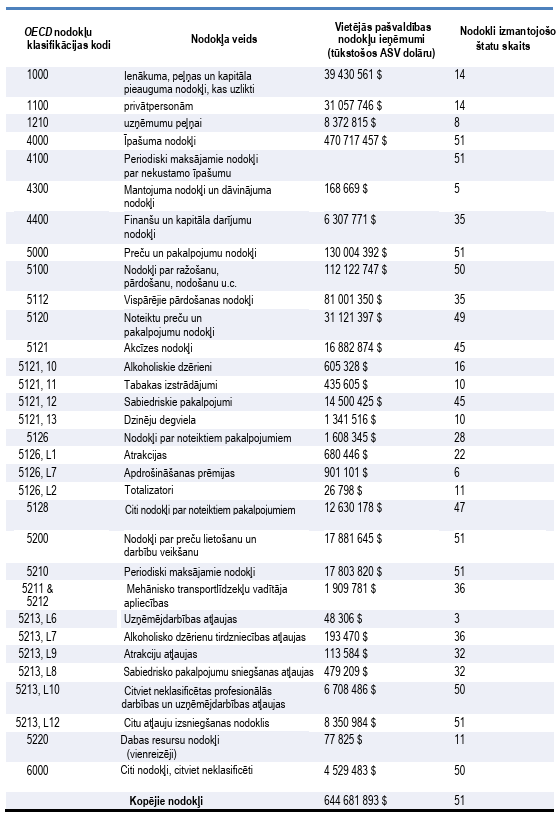 OECD nodokļu
klasifikācijas kodi
Nodokļa veids
Vietējās pašvaldības
nodokļu ieņēmumi
(tūkstošos ASV dolāru)
Nodokli izmantojošo
štatu skaits
1000 Ienākuma, peļņas un kapitāla 39 430 561 $ 14
pieauguma nodokļi, kas uzlikti
1100 privātpersonām 31 057 746 $ 14
1210 uzņēmumu peļņai 8 372 815 $ 8
4000 Īpašuma nodokļi 470 717 457 $ 51
4100 Periodiski maksājamie nodokļi 51
par nekustamo īpašumu
4300 Mantojuma nodokļi un dāvinājuma 168 669 $ 5
nodokļi
4400 Finanšu un kapitāla darījumu 6 307 771 $ 35
nodokļi
5000 Preču un pakalpojumu nodokļi 130 004 392 $ 51
5100 Nodokļi par ražošanu, 112 122 747 $ 50
pārdošanu, nodošanu u.c.
5112 Vispārējie pārdošanas nodokļi 81 001 350 $ 35
5120 Noteiktu preču un 31 121 397 $ 49
pakalpojumu nodokļi
5121 Akcīzes nodokļi 16 882 874 $ 45
5121, 10 Alkoholiskie dzērieni 605 328 $ 16
5121, 11 Tabakas izstrādājumi 435 605 $ 10
5121, 12 Sabiedriskie pakalpojumi 14 500 425 $ 45
5121, 13 Dzinēju degviela 1 341 516 $ 10
5126 Nodokļi par noteiktiem pakalpojumiem 1 608 345 $ 28
5126, L1 Atrakcijas 680 446 $ 22
5126, L7 Apdrošināšanas prēmijas 901 101 $ 6
5126, L2 Totalizatori 26 798 $ 11
5128 Citi nodokļi par noteiktiem pakalpojumiem 12 630 178 $ 47
5200 Nodokļi par preču lietošanu un 17 881 645 $ 51
darbību veikšanu
5210 Periodiski maksājamie nodokļi 17 803 820 $ 51
5211 & Mehānisko transportlīdzekļu vadītāja 1 909 781 $ 36
5212 apliecības
5213, L6 Uzņēmējdarbības atļaujas 48 306 $ 3
5213, L7 Alkoholisko dzērienu tirdzniecības atļaujas 193 470 $ 36
5213, L9 Atrakciju atļaujas 113 584 $ 32
5213, L8 Sabiedrisko pakalpojumu sniegšanas atļaujas 479 209 $ 32
5213, L10 Citviet neklasificētas profesionālās 6 708 486 $ 50
darbības un uzņēmējdarbības atļaujas
5213, L12 Citu atļauju izsniegšanas nodoklis 8 350 984 $ 51
5220 Dabas resursu nodokļi 77 825 $ 11
(vienreizēji)
6000 Citi nodokļi, citviet neklasificēti 4 529 483 $ 50
Kopējie nodokļi 644 681 893 $ 51